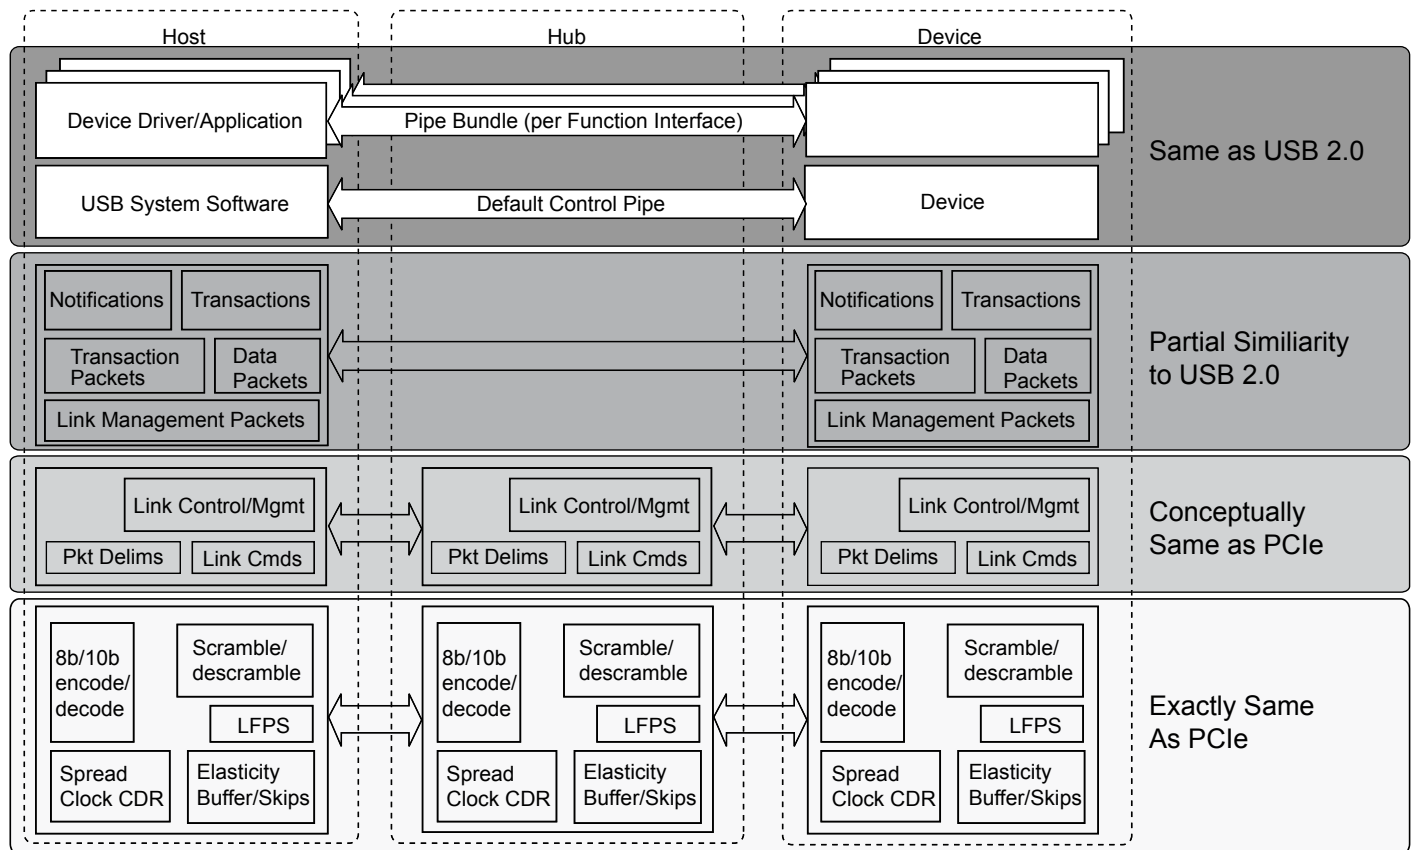 Host
Hub
Device
Device Driver/Application
Pipe Bundle (per Function Interface)
Same as USB 2.0
USB System Software
Default Control Pipe
Device
Notifications
Transactions
Transaction
Packets
Data
Packets
Link Management Packets
Notifications
Transactions
Transaction
Packets
Data
Packets
Link Management Packets
Partial Similiarity
to USB 2.0
Link Control/Mgmt
Pkt Delims
Link Cmds
Link Control/Mgmt
Pkt Delims
Link Cmds
Link Control/Mgmt
Pkt Delims
Link Cmds
Conceptually
Same as PCIe
8b/10b
encode/
decode
Scramble/
descramble
LFPS
Spread
Clock CDR
Elasticity
Buffer/Skips
8b/10b
encode/
decode
Scramble/
descramble
LFPS
Spread
Clock CDR
Elasticity
Buffer/Skips
8b/10b
encode/
decode
Scramble/
descramble
LFPS
Spread
Clock CDR
Elasticity
Buffer/Skips
Exactly Same
As PCIe